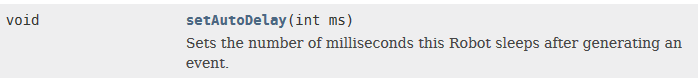 void setAutoDelay(int ms)
Sets the number of milliseconds this Robot sleeps after generating an
event.